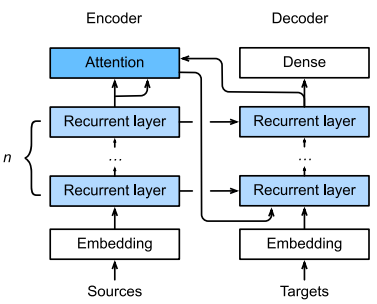 Encoder
Decoder
Attention
Dense
Recurrent layer
Recurrent layer
n
...
...
Recurrent layer
Recurrent layer
Embedding
Embedding
Sources
Targets